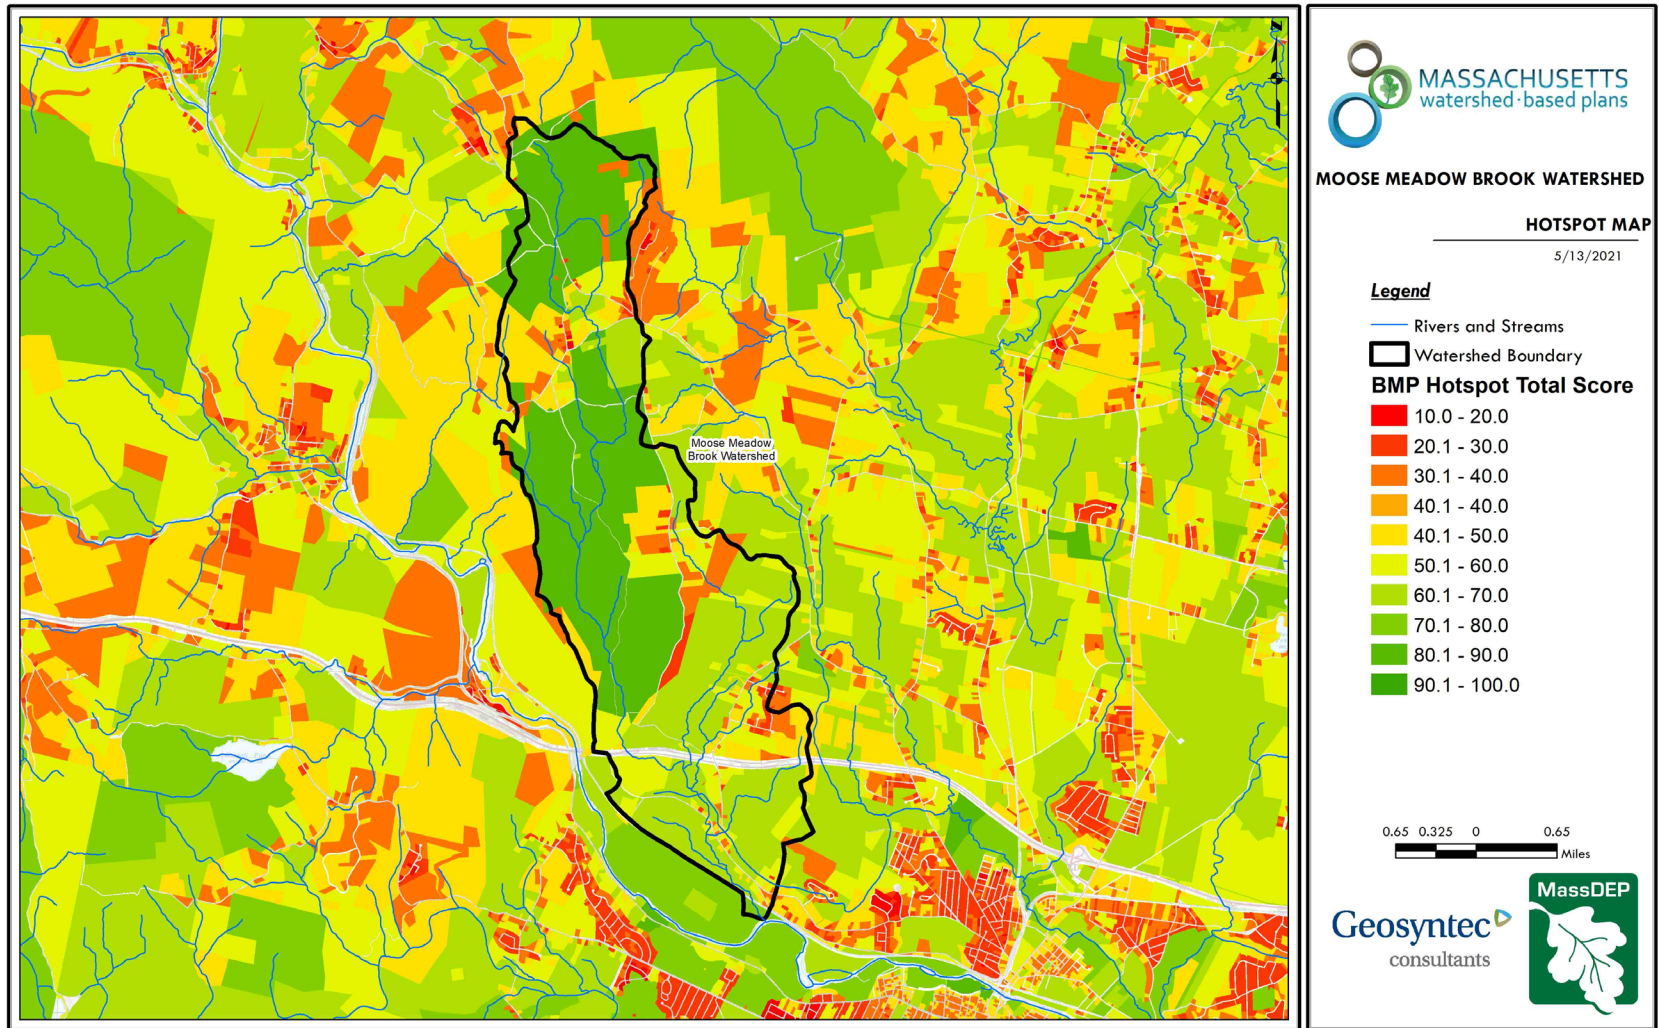 N
Moose Meadow
Brook Watershed
MASSACHUSETTS
watershed·based plans
MOOSE MEADOW BROOK WATERSHED
HOTSPOT MAP
5/13/2021
Legend
Rivers and Streams
Watershed Boundary
BMP Hotspot Total Score
10.0 - 20.0
20.1 - 30.0
30.1 - 40.0
40.1 - 40.0
40.1 - 50.0
50.1 - 60.0
60.1 - 70.0
70.1 - 80.0
80.1 - 90.0
90.1 - 100.0
0.65 0.325 0 0.65
Miles
Geosyntec
consultants
MassDEP